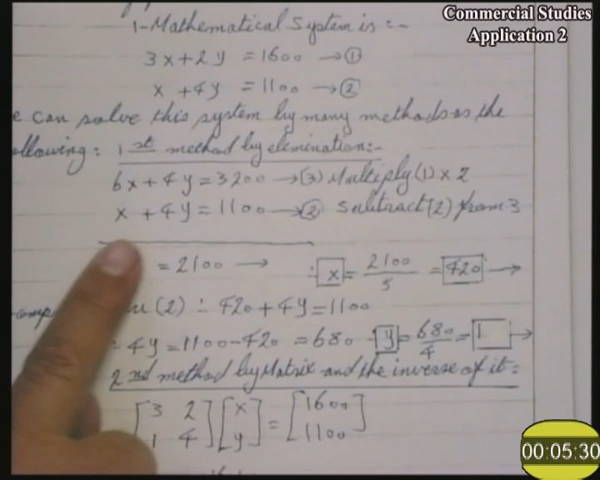 Commercial Studies
Application 2
1-Mathematical System is :-
3x+2y = 1600 → ①
x + 4y = 1100 → ②
e can solve this system by many methods as the
llowing: 1st method by elemination:-
6x+4y=3200 → (3) Multiply (1) x 2
x + 4y = 1100 → ② Subtract (2) from 3
= 2100 → ∴ x = 2100/5 = 420 →
(2) ∴ 420 + 4y = 1100
∴ 4y = 1100 - 420 = 680 y = 680/4 = 1 →
2nd method by Matrix and the inverse of it:
[3 2] [x] = [1600]
[1 4] [y] [1100]
00:05:30